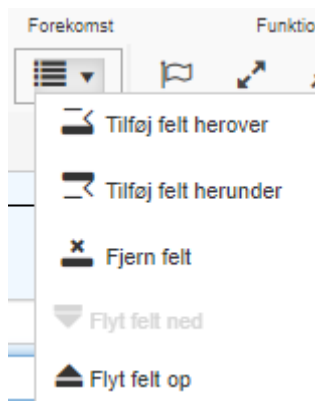 Forekomst
Funktio
Tilføj felt herover
Tilføj felt herunder
Fjern felt
Flyt felt ned
Flyt felt op